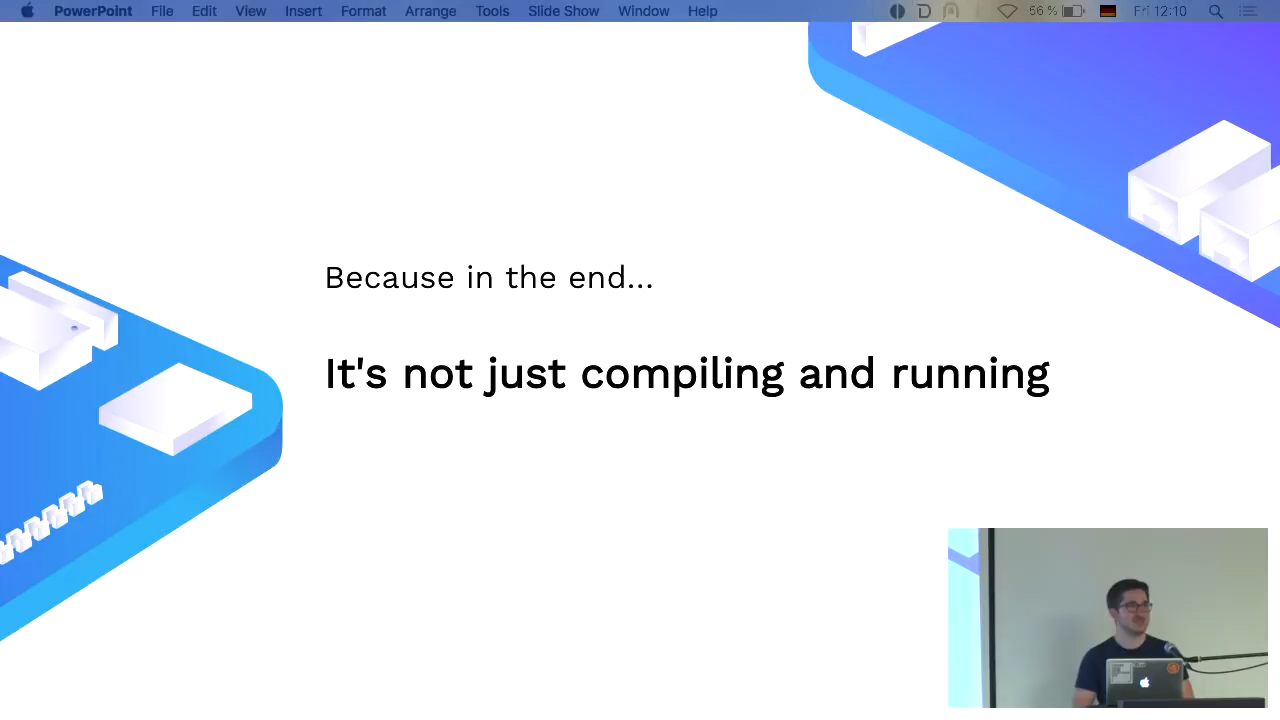 PowerPoint File Edit View Insert Format Arrange Tools Slide Show Window Help 56 % Fri 12:10
Because in the end...
It's not just compiling and running